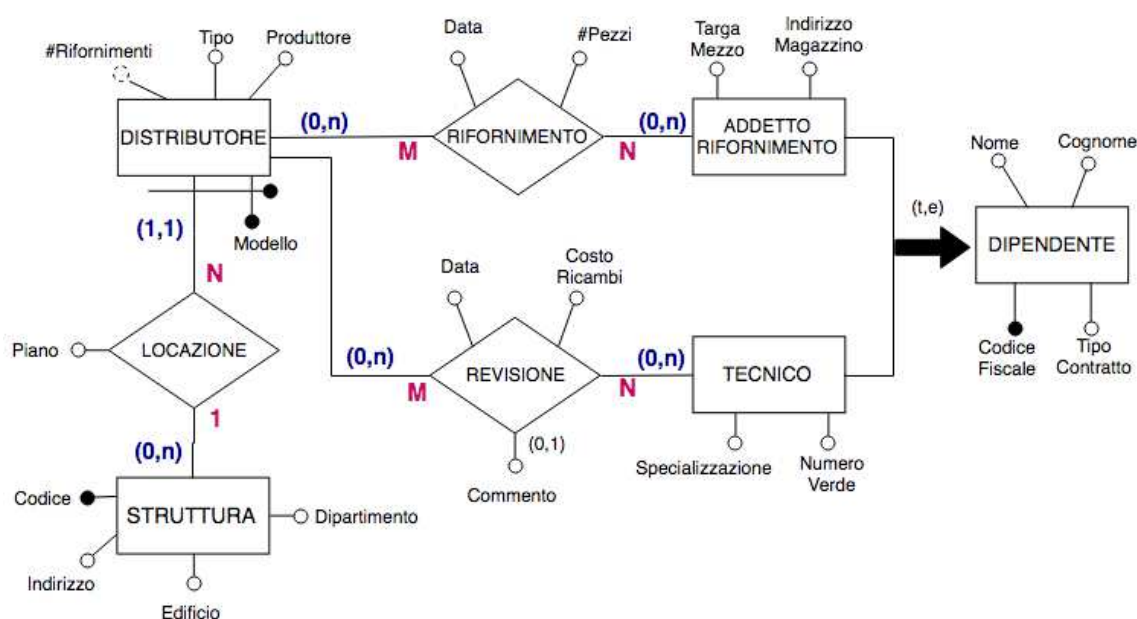 #Rifornimenti
Tipo
Produttore
Data
#Pezzi
Targa
Mezzo
Indirizzo
Magazzino
DISTRIBUTORE
(0,n)
M
RIFORNIMENTO
(0,n)
N
ADDETTO
RIFORNIMENTO
Nome
Cognome
(t,e)
DIPENDENTE
Codice
Fiscale
Tipo
Contratto
(1,1)
Modello
N
Piano
LOCAZIONE
1
(0,n)
Data
Costo
Ricambi
(0,n)
M
REVISIONE
(0,n)
N
TECNICO
(0,1)
Commento
Specializzazione
Numero
Verde
Codice
STRUTTURA
Dipartimento
Indirizzo
Edificio